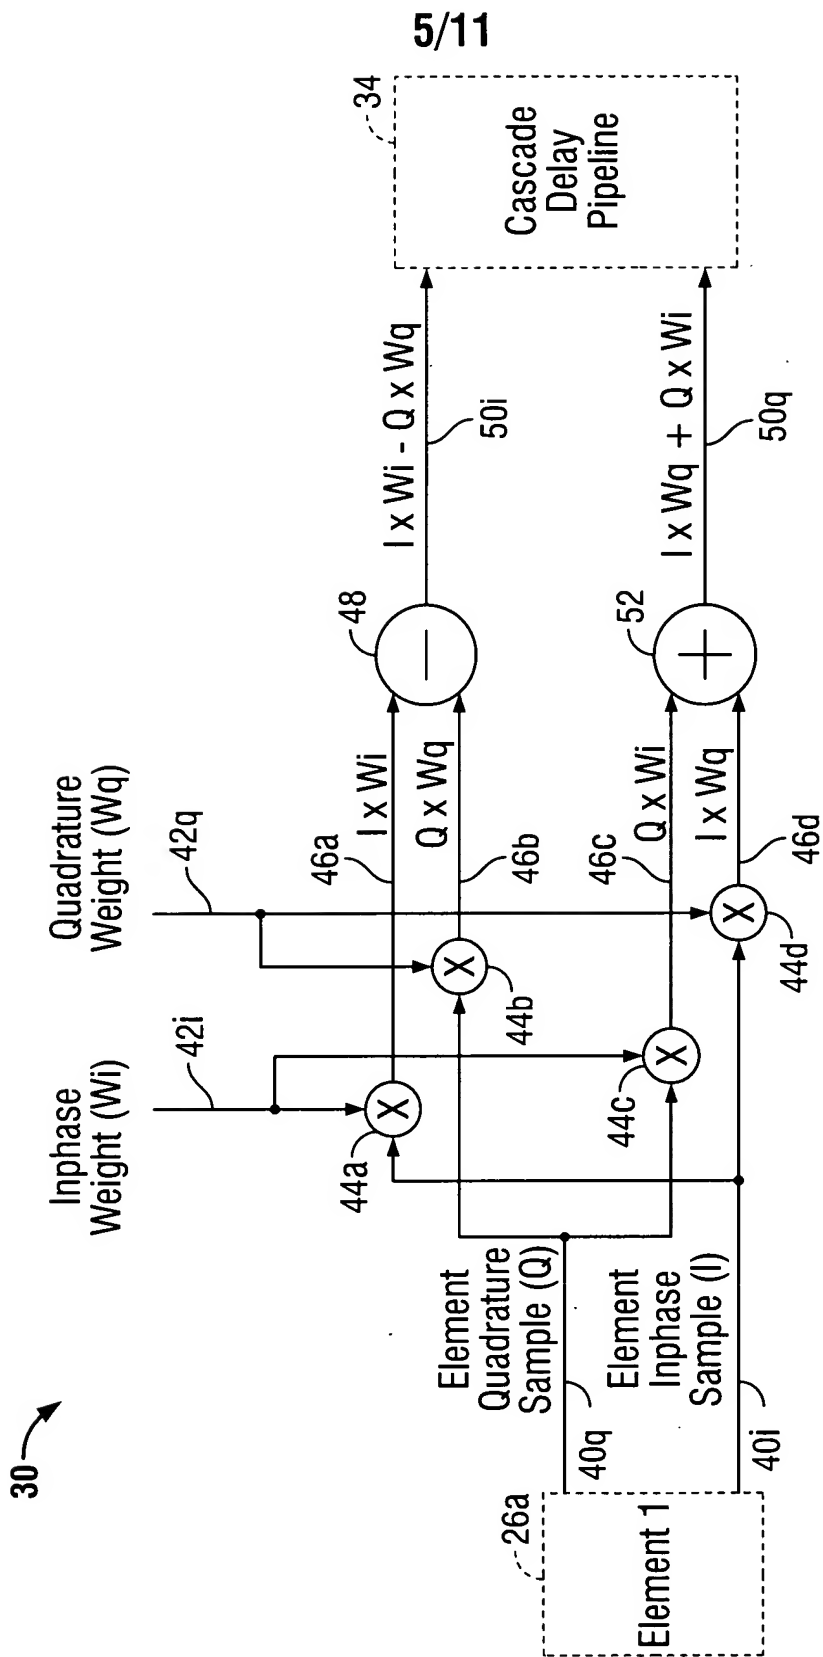 5/11
30
Inphase
Weight (Wi)
42i
Quadrature
Weight (Wq)
42q
44a
46a
I x Wi
48
I x Wi - Q x Wq
50i
34
Cascade
Delay
Pipeline
Element
Quadrature
Sample (Q)
44b
46b
Q x Wq
44c
46c
Q x Wi
52
I x Wq + Q x Wi
50q
Element
Inphase
Sample (I)
44d
46d
I x Wq
26a
Element 1
40q
40i
X
X
X
X
−
+